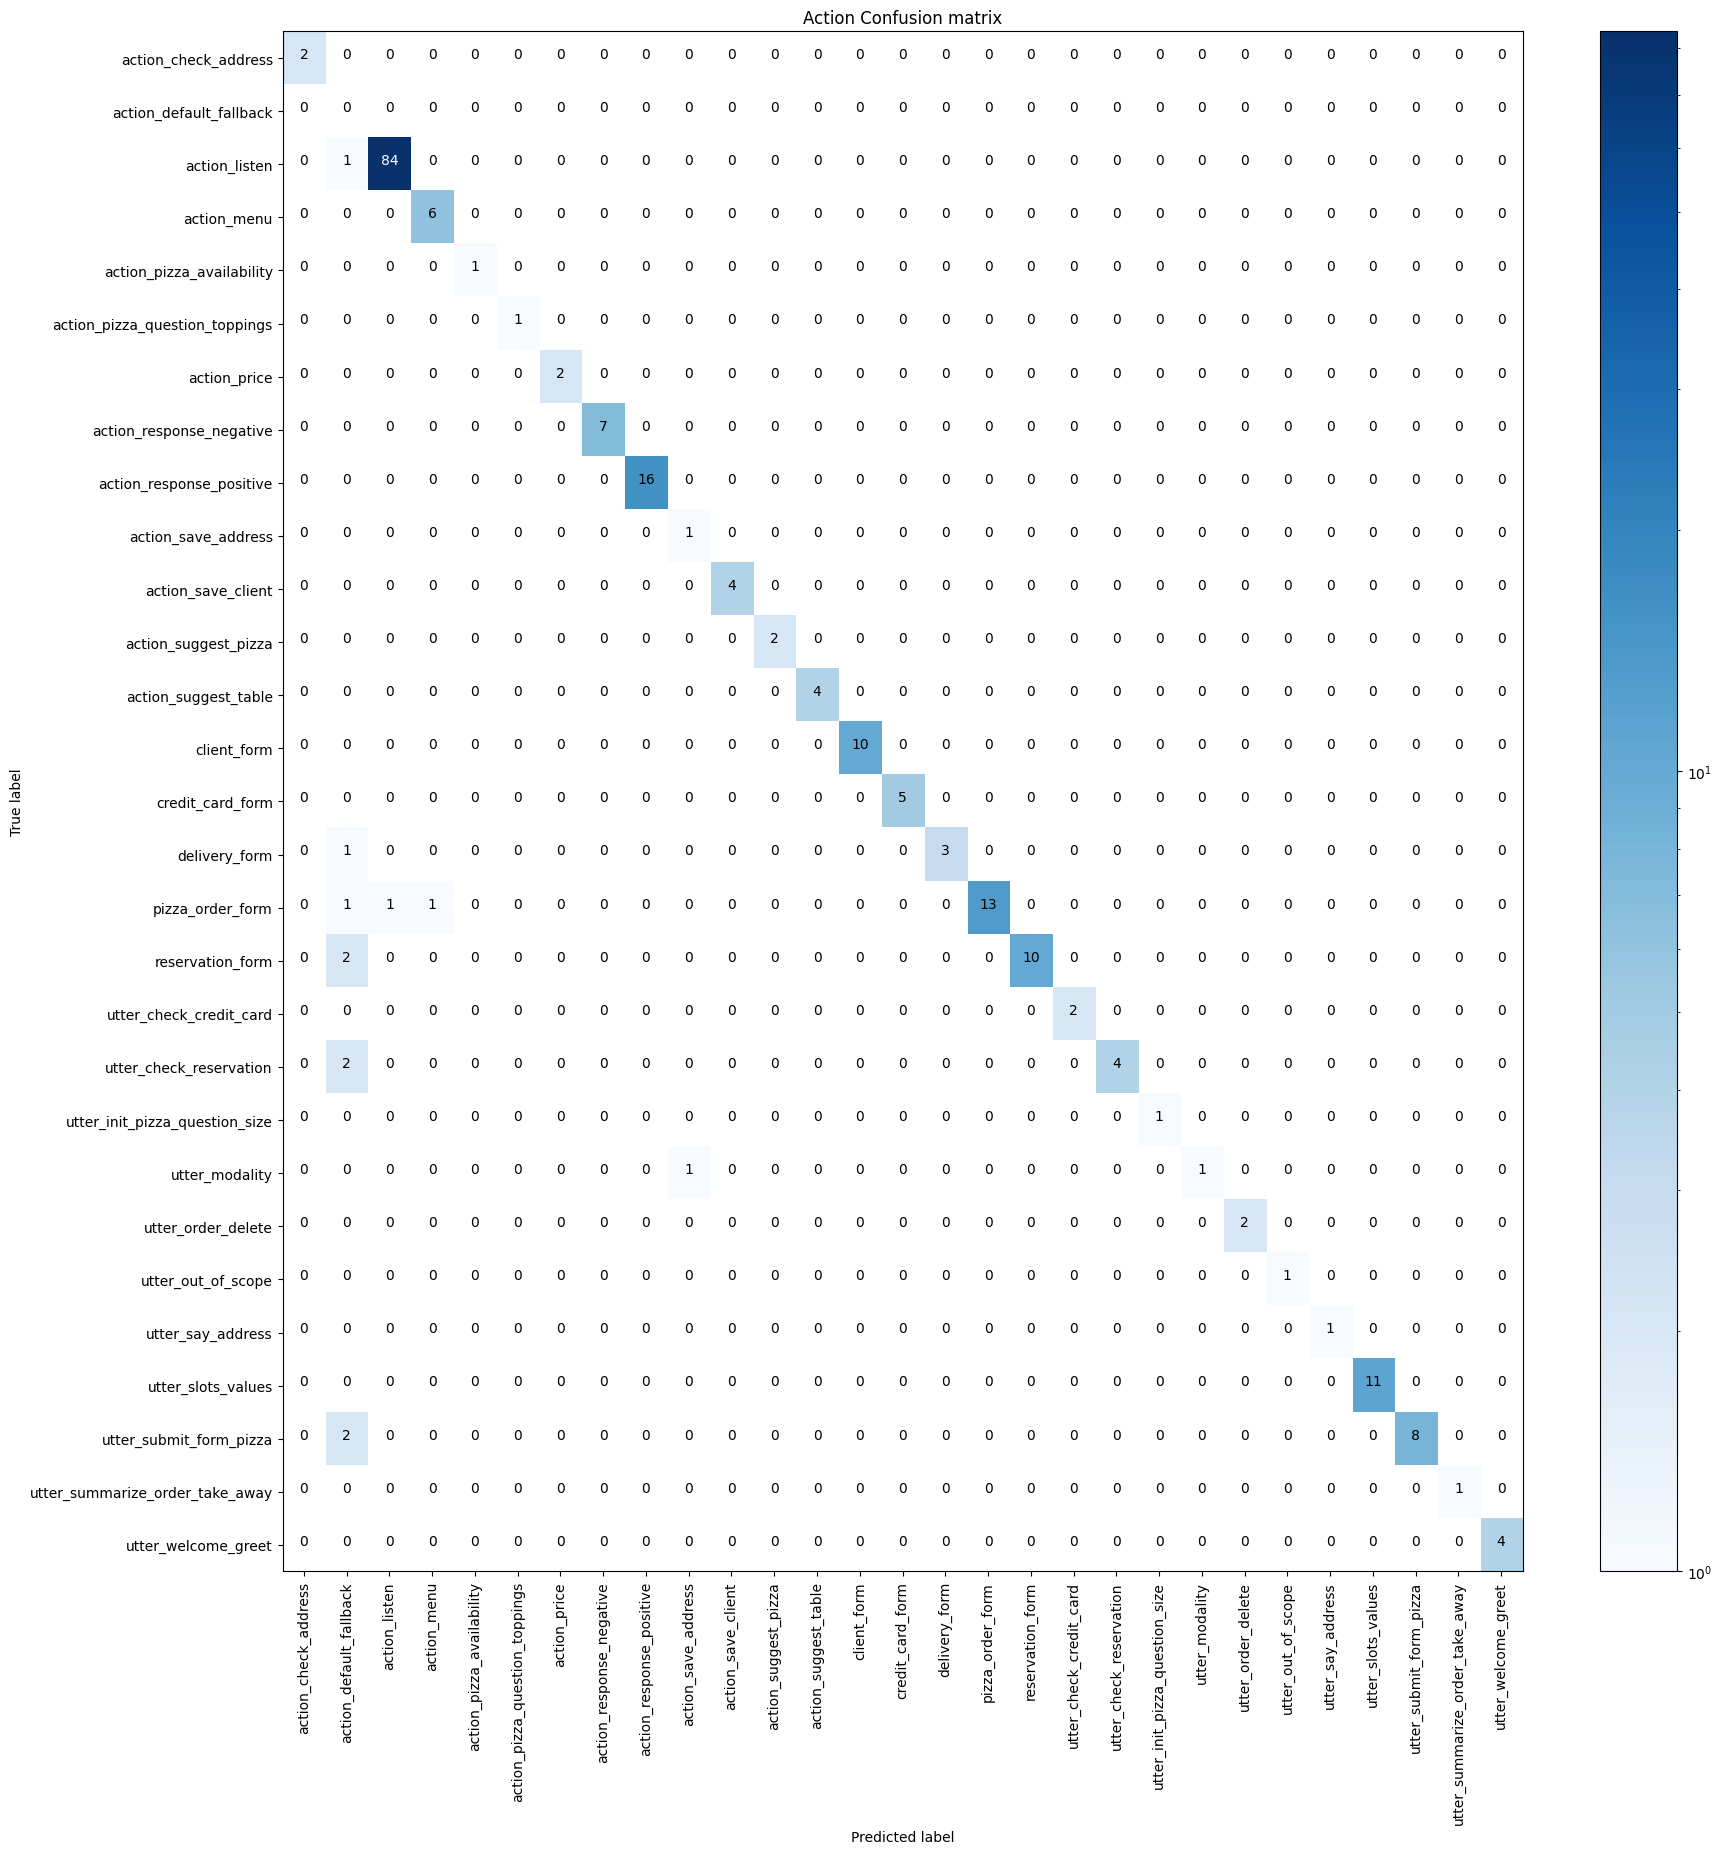 Action Confusion matrix
action_check_address 2 0 0 0 0 0 0 0 0 0 0 0 0 0 0 0 0 0 0 0 0 0 0 0 0 0 0 0 0
action_default_fallback 0 0 0 0 0 0 0 0 0 0 0 0 0 0 0 0 0 0 0 0 0 0 0 0 0 0 0 0 0
action_listen 0 1 84 0 0 0 0 0 0 0 0 0 0 0 0 0 0 0 0 0 0 0 0 0 0 0 0 0 0
action_menu 0 0 0 6 0 0 0 0 0 0 0 0 0 0 0 0 0 0 0 0 0 0 0 0 0 0 0 0 0
action_pizza_availability 0 0 0 0 1 0 0 0 0 0 0 0 0 0 0 0 0 0 0 0 0 0 0 0 0 0 0 0 0
action_pizza_question_toppings 0 0 0 0 0 1 0 0 0 0 0 0 0 0 0 0 0 0 0 0 0 0 0 0 0 0 0 0 0
action_price 0 0 0 0 0 0 2 0 0 0 0 0 0 0 0 0 0 0 0 0 0 0 0 0 0 0 0 0 0
action_response_negative 0 0 0 0 0 0 0 7 0 0 0 0 0 0 0 0 0 0 0 0 0 0 0 0 0 0 0 0 0
action_response_positive 0 0 0 0 0 0 0 0 16 0 0 0 0 0 0 0 0 0 0 0 0 0 0 0 0 0 0 0 0
action_save_address 0 0 0 0 0 0 0 0 0 1 0 0 0 0 0 0 0 0 0 0 0 0 0 0 0 0 0 0 0
action_save_client 0 0 0 0 0 0 0 0 0 0 4 0 0 0 0 0 0 0 0 0 0 0 0 0 0 0 0 0 0
action_suggest_pizza 0 0 0 0 0 0 0 0 0 0 0 2 0 0 0 0 0 0 0 0 0 0 0 0 0 0 0 0 0
action_suggest_table 0 0 0 0 0 0 0 0 0 0 0 0 4 0 0 0 0 0 0 0 0 0 0 0 0 0 0 0 0
client_form 0 0 0 0 0 0 0 0 0 0 0 0 0 10 0 0 0 0 0 0 0 0 0 0 0 0 0 0 0
credit_card_form 0 0 0 0 0 0 0 0 0 0 0 0 0 0 5 0 0 0 0 0 0 0 0 0 0 0 0 0 0
delivery_form 0 1 0 0 0 0 0 0 0 0 0 0 0 0 0 3 0 0 0 0 0 0 0 0 0 0 0 0 0
pizza_order_form 0 1 1 1 0 0 0 0 0 0 0 0 0 0 0 0 13 0 0 0 0 0 0 0 0 0 0 0 0
reservation_form 0 2 0 0 0 0 0 0 0 0 0 0 0 0 0 0 0 10 0 0 0 0 0 0 0 0 0 0 0
utter_check_credit_card 0 0 0 0 0 0 0 0 0 0 0 0 0 0 0 0 0 0 2 0 0 0 0 0 0 0 0 0 0
utter_check_reservation 0 2 0 0 0 0 0 0 0 0 0 0 0 0 0 0 0 0 0 4 0 0 0 0 0 0 0 0 0
utter_init_pizza_question_size 0 0 0 0 0 0 0 0 0 0 0 0 0 0 0 0 0 0 0 0 1 0 0 0 0 0 0 0 0
utter_modality 0 0 0 0 0 0 0 0 0 1 0 0 0 0 0 0 0 0 0 0 0 1 0 0 0 0 0 0 0
utter_order_delete 0 0 0 0 0 0 0 0 0 0 0 0 0 0 0 0 0 0 0 0 0 0 2 0 0 0 0 0 0
utter_out_of_scope 0 0 0 0 0 0 0 0 0 0 0 0 0 0 0 0 0 0 0 0 0 0 0 1 0 0 0 0 0
utter_say_address 0 0 0 0 0 0 0 0 0 0 0 0 0 0 0 0 0 0 0 0 0 0 0 0 1 0 0 0 0
utter_slots_values 0 0 0 0 0 0 0 0 0 0 0 0 0 0 0 0 0 0 0 0 0 0 0 0 0 11 0 0 0
utter_submit_form_pizza 0 2 0 0 0 0 0 0 0 0 0 0 0 0 0 0 0 0 0 0 0 0 0 0 0 0 8 0 0
utter_summarize_order_take_away 0 0 0 0 0 0 0 0 0 0 0 0 0 0 0 0 0 0 0 0 0 0 0 0 0 0 0 1 0
utter_welcome_greet 0 0 0 0 0 0 0 0 0 0 0 0 0 0 0 0 0 0 0 0 0 0 0 0 0 0 0 0 4
True label
action_check_address
action_default_fallback
action_listen
action_menu
action_pizza_availability
action_pizza_question_toppings
action_price
action_response_negative
action_response_positive
action_save_address
action_save_client
action_suggest_pizza
action_suggest_table
client_form
credit_card_form
delivery_form
pizza_order_form
reservation_form
utter_check_credit_card
utter_check_reservation
utter_init_pizza_question_size
utter_modality
utter_order_delete
utter_out_of_scope
utter_say_address
utter_slots_values
utter_submit_form_pizza
utter_summarize_order_take_away
utter_welcome_greet
Predicted label
10¹
10⁰